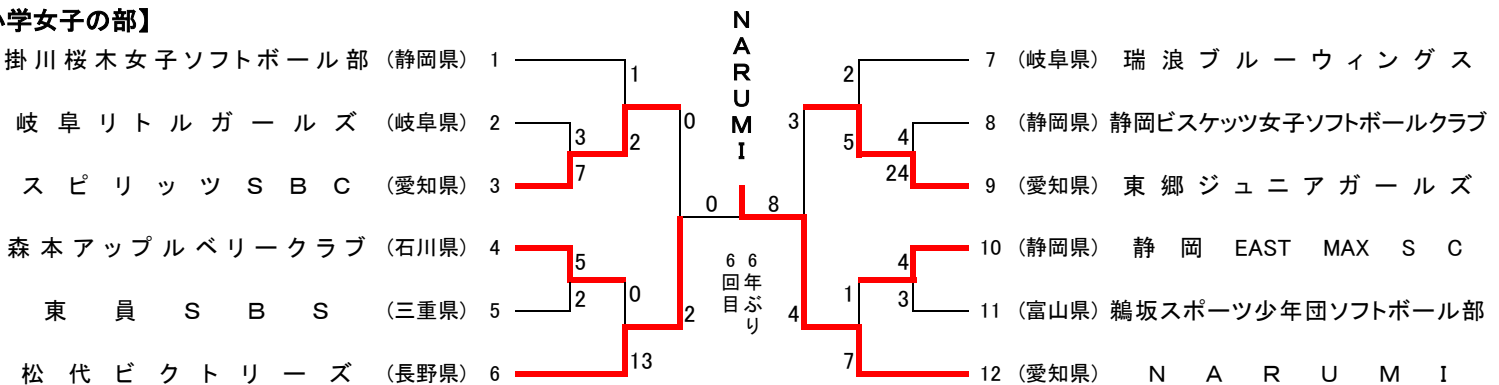 小学女子の部】
NARUMI
掛川桜木女子ソフトボール部 (静岡県) 1
岐阜リトルガールズ (岐阜県) 2
スピリッツSBC (愛知県) 3
森本アップルベリークラブ (石川県) 4
東員SBS (三重県) 5
松代ビクトリーズ (長野県) 6
1
3
2
7
0
5
2
0
2
13
0
8
6年ぶり
6回目
2
3
4
5
24
4
1
3
4
7
7 (岐阜県) 瑞浪ブルーウィングス
8 (静岡県) 静岡ビスケッツ女子ソフトボールクラブ
9 (愛知県) 東郷ジュニアガールズ
10 (静岡県) 静岡 EAST MAX SC
11 (富山県) 鵜坂スポーツ少年団ソフトボール部
12 (愛知県) NARUMI